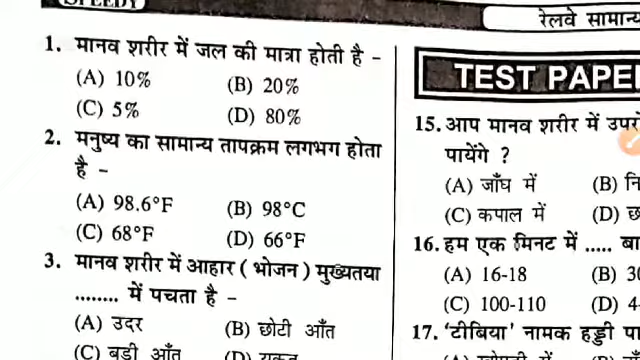 SPEEDY
रेलवे सामान्य
1. मानव शरीर में जल की मात्रा होती है -
(A) 10% (B) 20%
(C) 5% (D) 80%
2. मनुष्य का सामान्य तापक्रम लगभग होता
है -
(A) 98.6°F (B) 98°C
(C) 68°F (D) 66°F
3. मानव शरीर में आहार ( भोजन ) मुख्यतया
........ में पचता है -
(A) उदर (B) छोटी आँत
(C) बड़ी आँत (D) यकृत
TEST PAPE
15. आप मानव शरीर में उपरो
पायेंगे ?
(A) जाँघ में (B) नि
(C) कपाल में (D) छ
16. हम एक मिनट में ..... बा
(A) 16-18 (B) 30
(C) 100-110 (D) 4-
17. 'टीबिया' नामक हड्डी पा